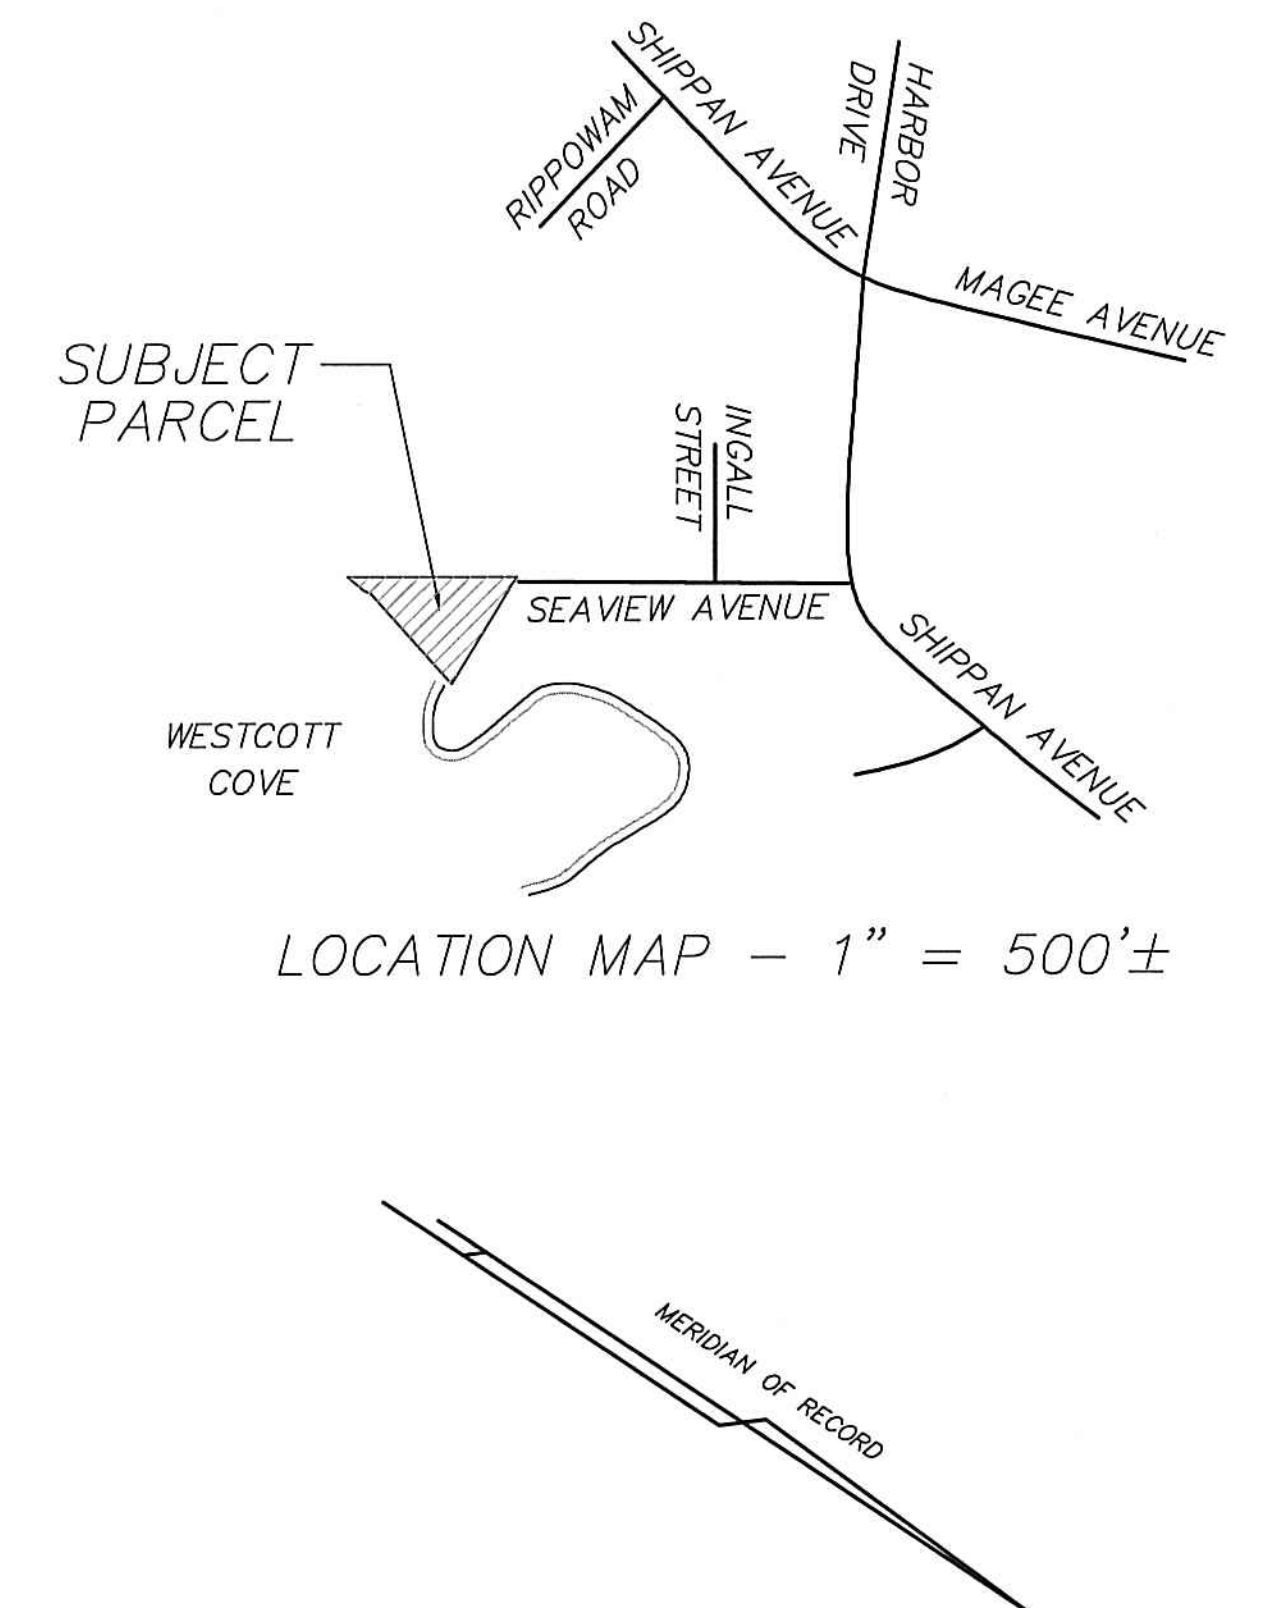 SHIPPAN AVENUE
HARBOR
DRIVE
RIPPOWAM
ROAD
MAGEE AVENUE
SUBJECT
PARCEL
INGALL
STREET
SEAVIEW AVENUE
SHIPPAN AVENUE
WESTCOTT
COVE
LOCATION MAP - 1" = 500'±
MERIDIAN OF RECORD